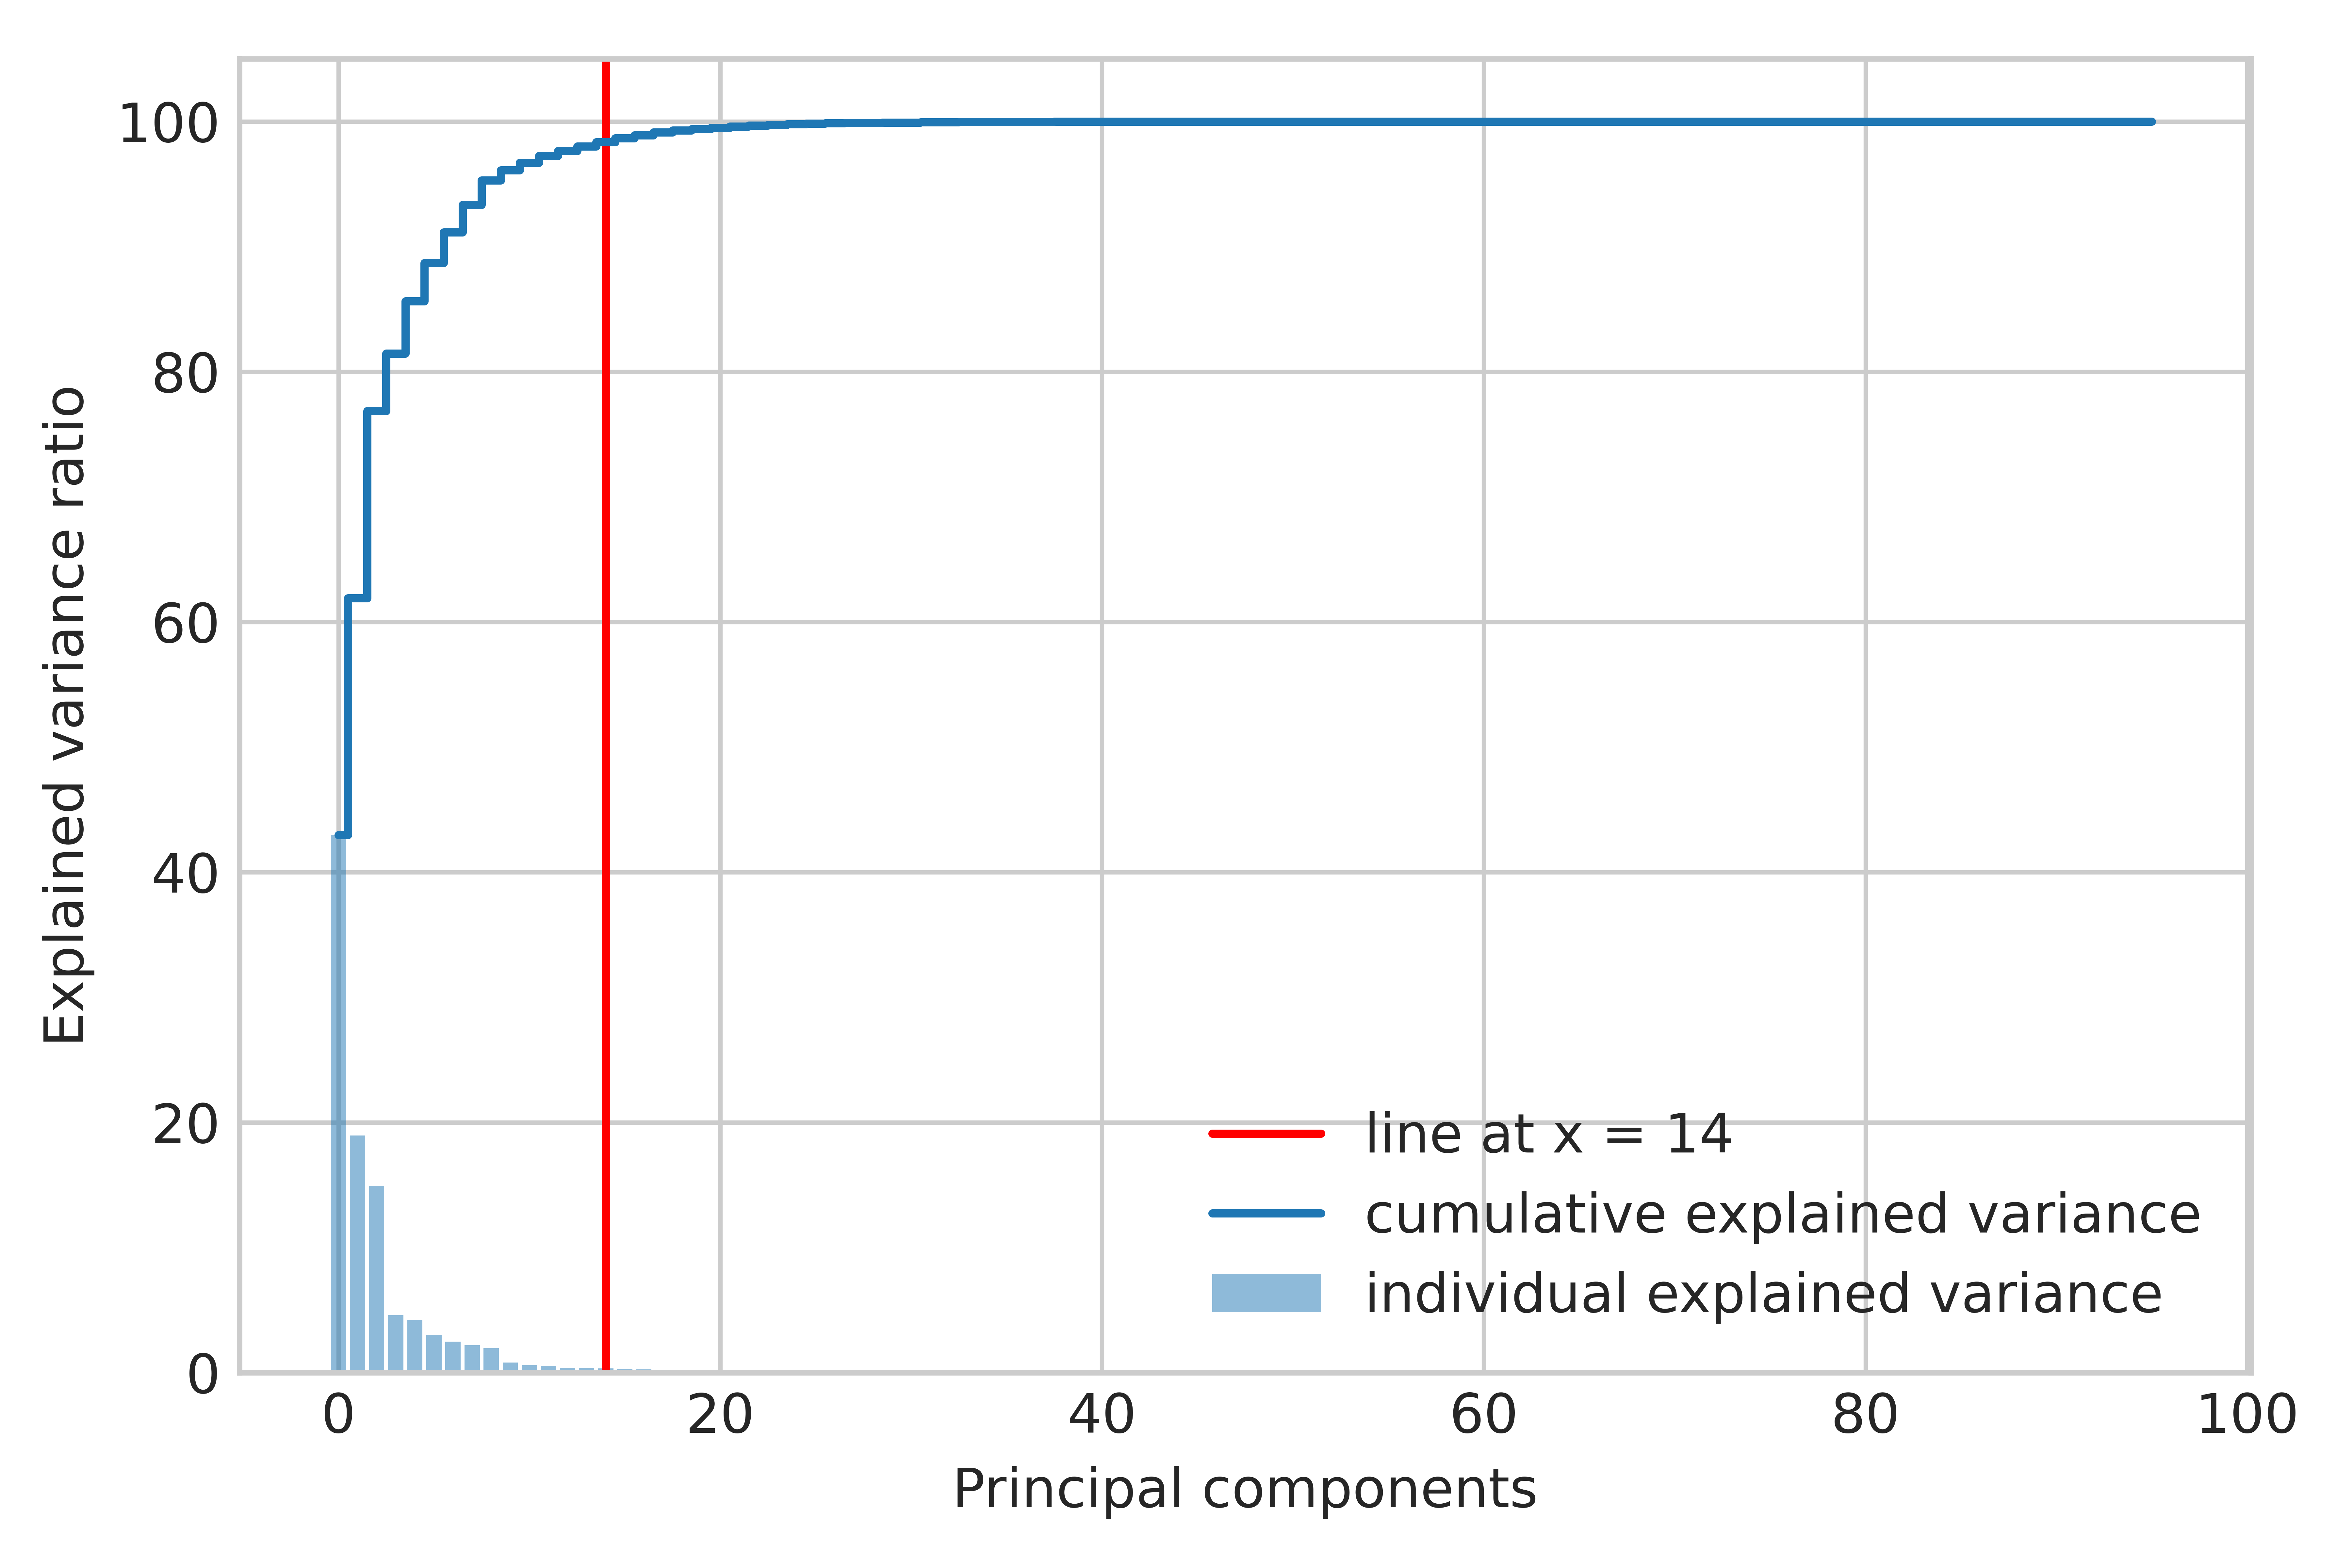 100
80
60
40
20
0
Explained variance ratio
line at x = 14
cumulative explained variance
individual explained variance
0 20 40 60 80 100
Principal components